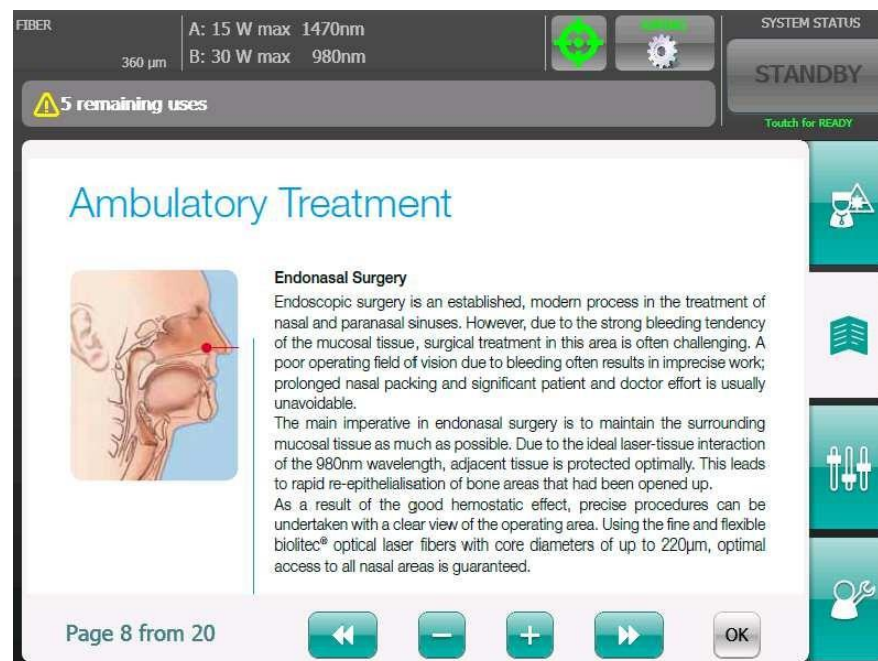 FIBER
360 µm
A: 15 W max 1470nm
B: 30 W max 980nm
SYSTEM STATUS
STANDBY
Toutch for READY
5 remaining uses
Ambulatory Treatment
Endonasal Surgery
Endoscopic surgery is an established, modern process in the treatment of
nasal and paranasal sinuses. However, due to the strong bleeding tendency
of the mucosal tissue, surgical treatment in this area is often challenging. A
poor operating field of vision due to bleeding often results in imprecise work;
prolonged nasal packing and significant patient and doctor effort is usually
unavoidable.
The main imperative in endonasal surgery is to maintain the surrounding
mucosal tissue as much as possible. Due to the ideal laser-tissue interaction
of the 980nm wavelength, adjacent tissue is protected optimally. This leads
to rapid re-epithelialisation of bone areas that had been opened up.
As a result of the good hemostatic effect, precise procedures can be
undertaken with a clear view of the operating area. Using the fine and flexible
biolitec® optical laser fibers with core diameters of up to 220µm, optimal
access to all nasal areas is guaranteed.
Page 8 from 20
OK